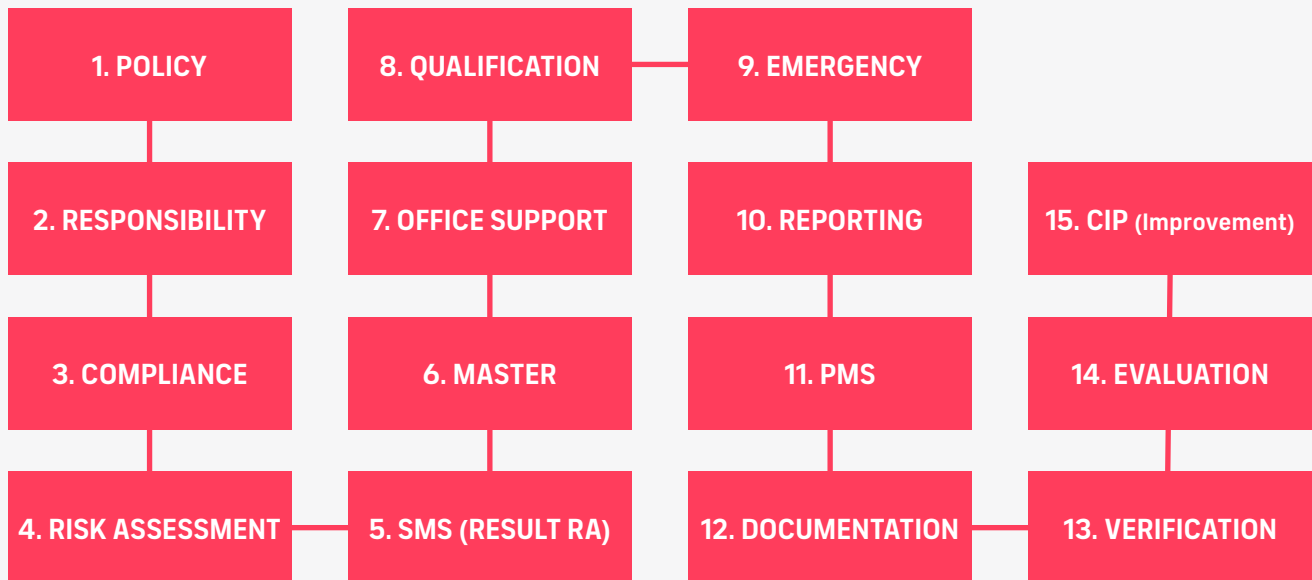 1. POLICY
2. RESPONSIBILITY
3. COMPLIANCE
4. RISK ASSESSMENT
5. SMS (RESULT RA)
6. MASTER
7. OFFICE SUPPORT
8. QUALIFICATION
9. EMERGENCY
10. REPORTING
11. PMS
12. DOCUMENTATION
13. VERIFICATION
14. EVALUATION
15. CIP (Improvement)